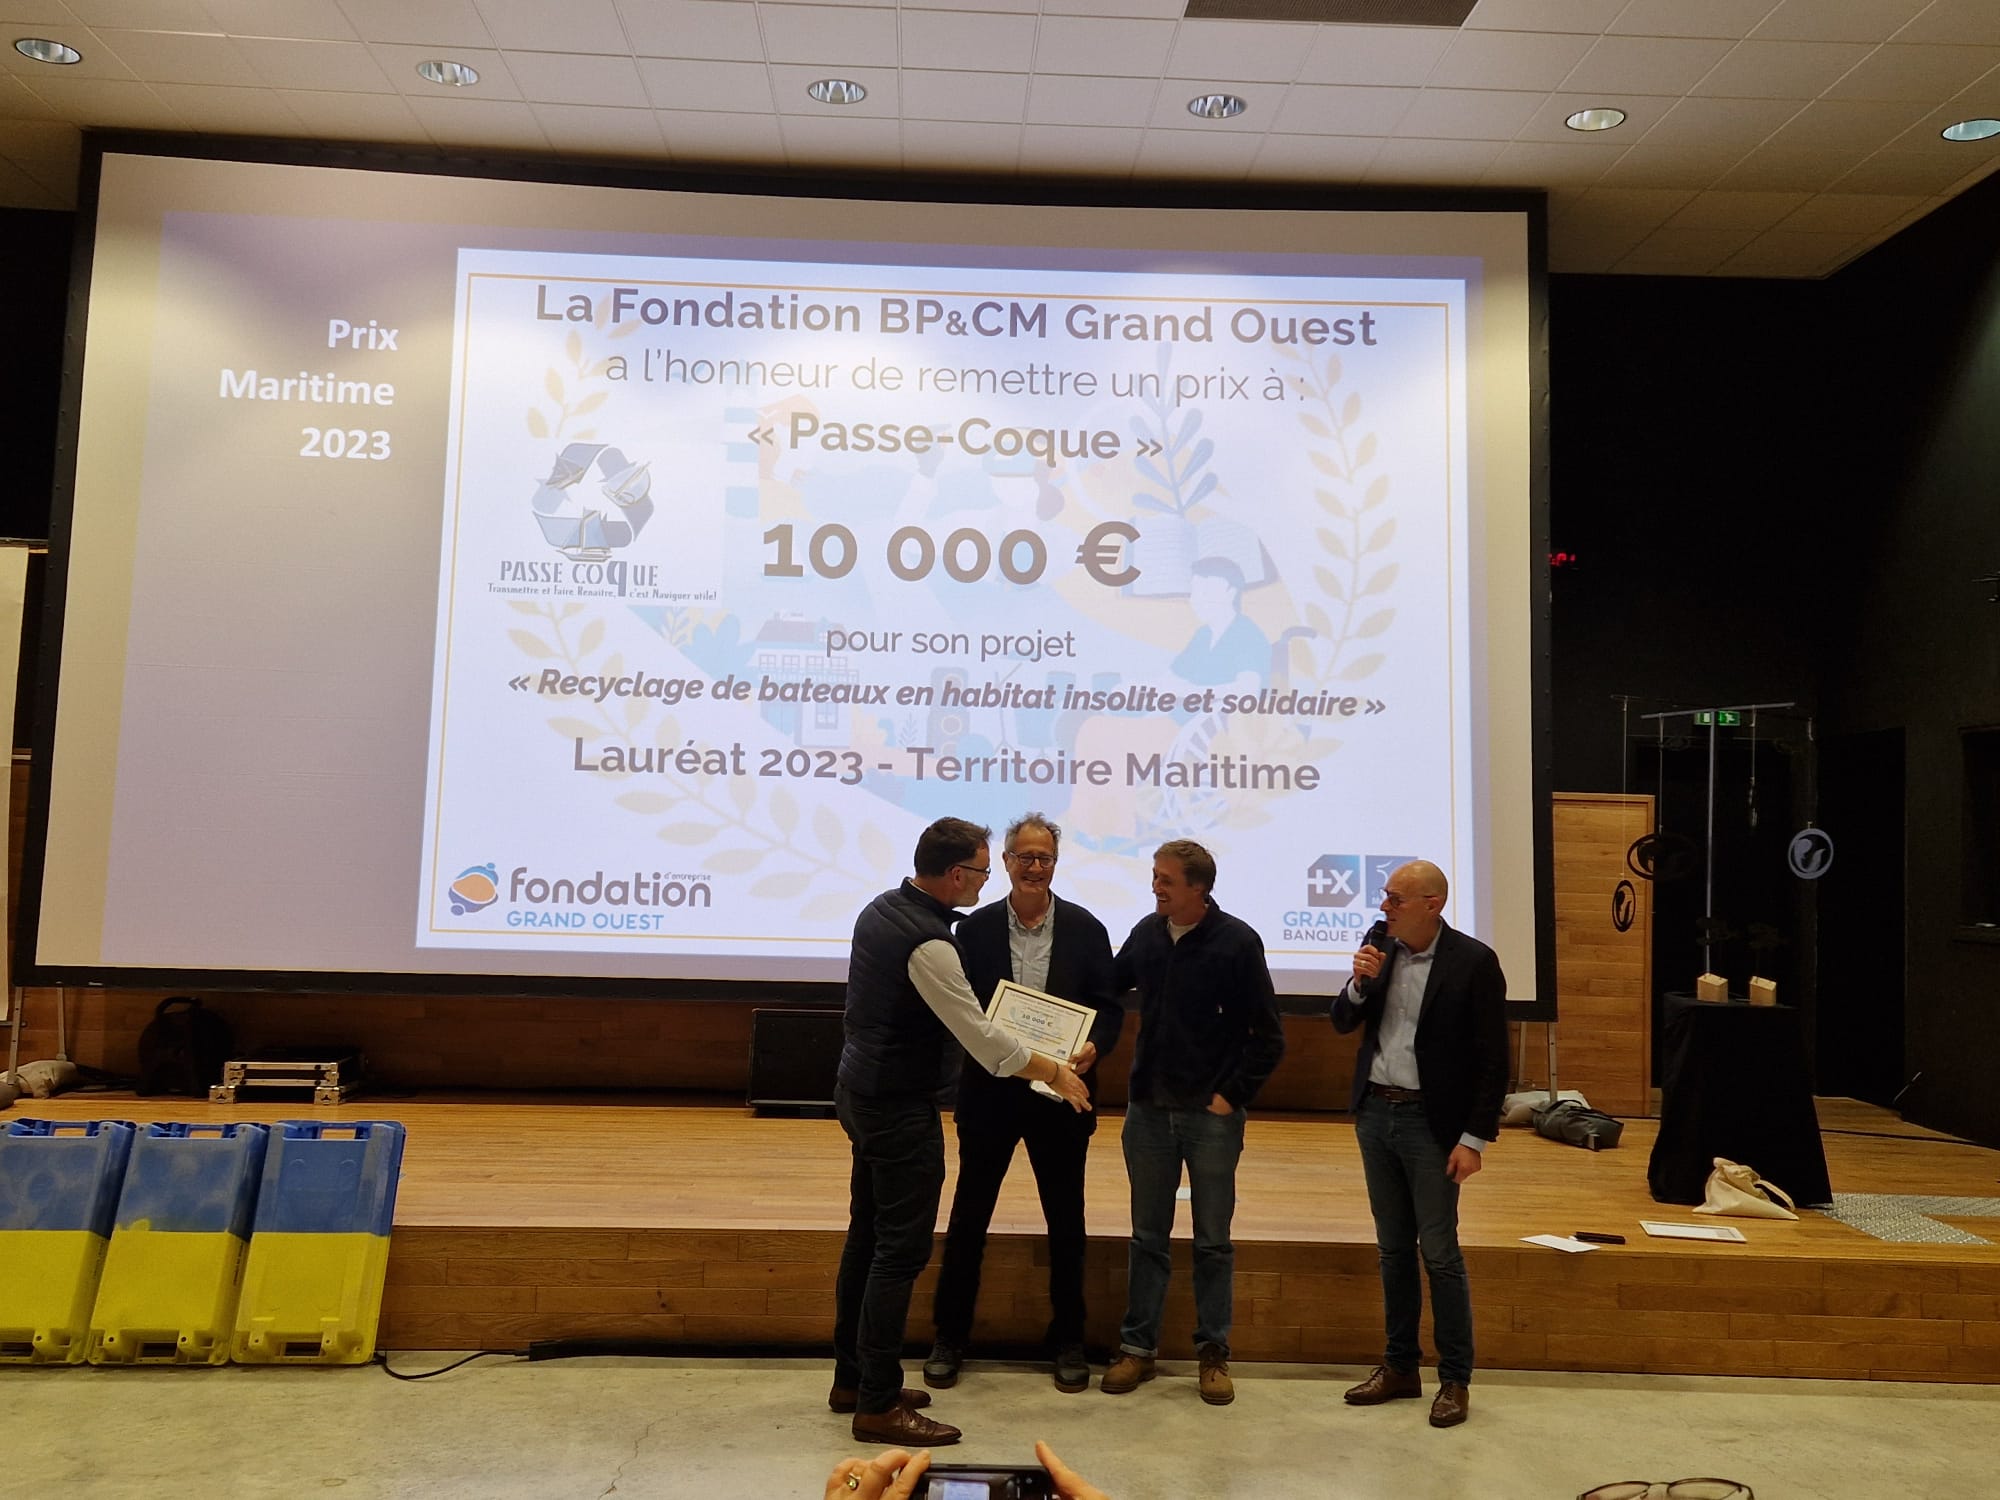 Prix
Maritime
2023
La Fondation BP&CM Grand Ouest
a l'honneur de remettre un prix à :
« Passe-Coque »
10 000 €
PASSE COQUE
Transmettre et Faire Renaître, c'est Naviguer utile!
pour son projet
« Recyclage de bateaux en habitat insolite et solidaire »
Lauréat 2023 - Territoire Maritime
fondation
d'entreprise
GRAND OUEST
+X
GRAND
BANQUE
10 000 €